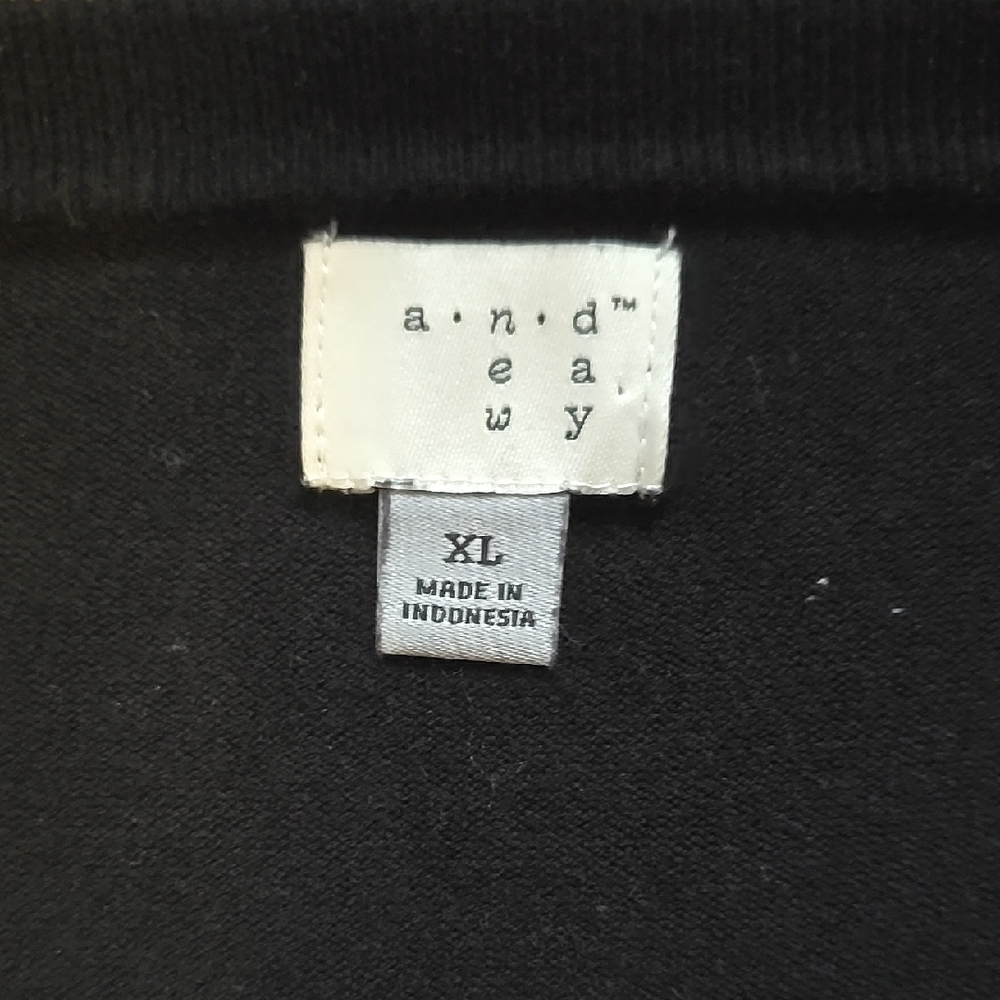 a · n · d™
e a
w y
XL
MADE IN
INDONESIA